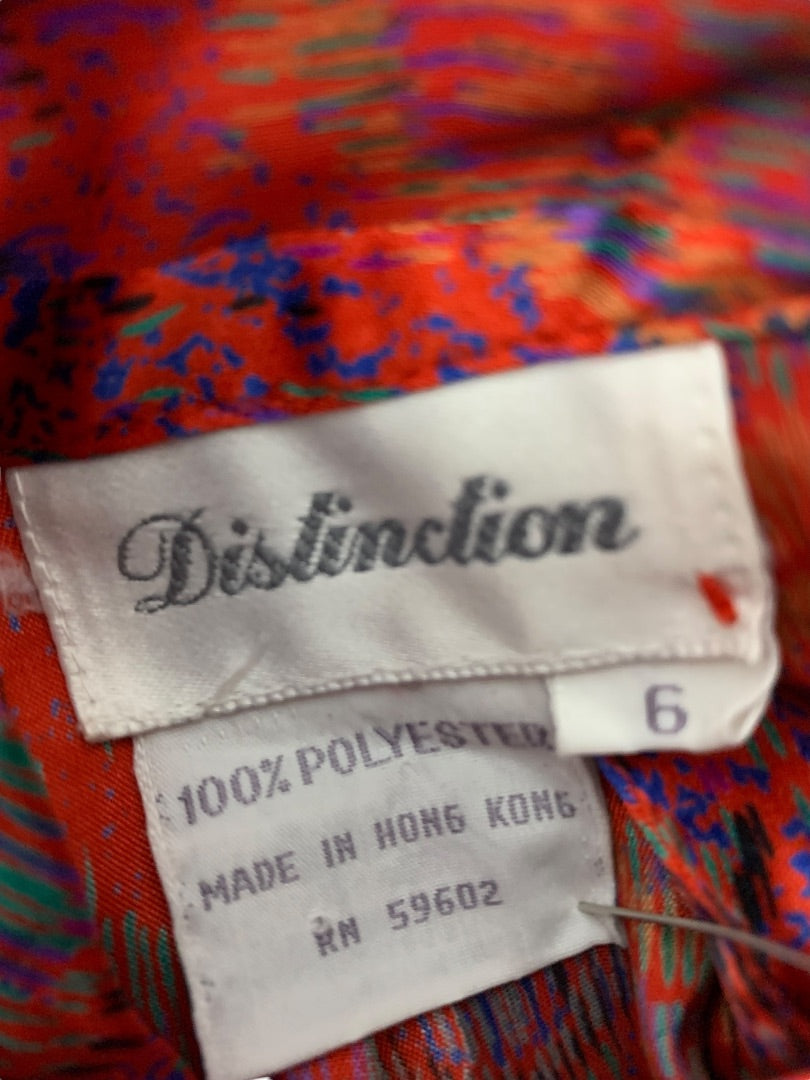 Distinction
6
100% POLYESTER
MADE IN HONG KONG
RN 59602